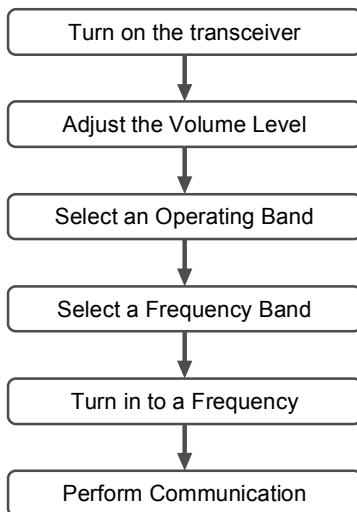 Turn on the transceiver
Adjust the Volume Level
Select an Operating Band
Select a Frequency Band
Turn in to a Frequency
Perform Communication